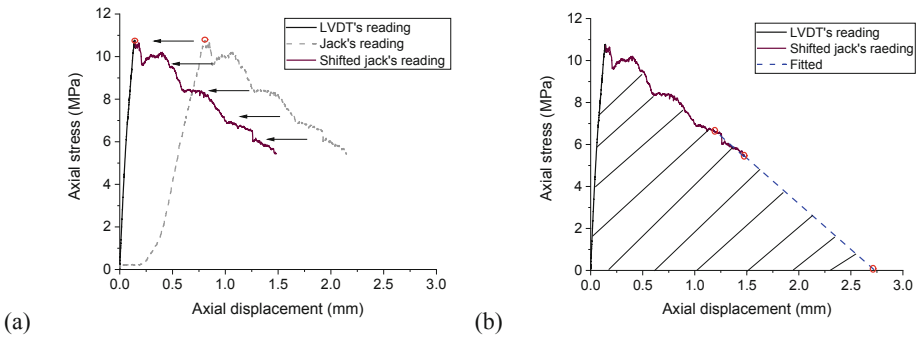 LVDT's reading
Jack's reading
Shifted jack's reading
12
10
8
6
4
2
0
Axial stress (MPa)
0.0 0.5 1.0 1.5 2.0 2.5 3.0
Axial displacement (mm)
(a)
LVDT's reading
Shifted jack's raeding
Fitted
12
10
8
6
4
2
0
Axial stress (MPa)
0.0 0.5 1.0 1.5 2.0 2.5 3.0
Axial displacement (mm)
(b)